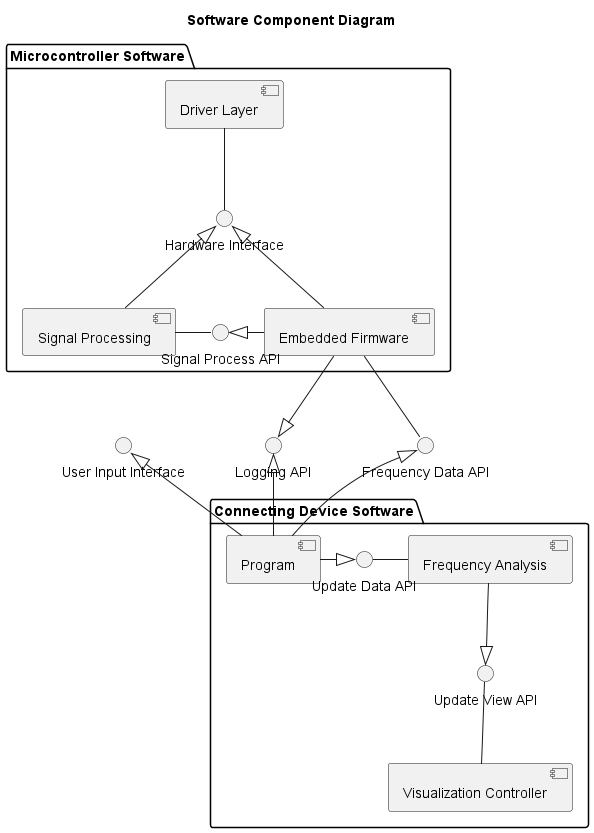 Software Component Diagram
Microcontroller Software
Driver Layer
Hardware Interface
Signal Processing
Embedded Firmware
Signal Process API
User Input Interface
Logging API
Frequency Data API
Connecting Device Software
Program
Frequency Analysis
Update Data API
Update View API
Visualization Controller